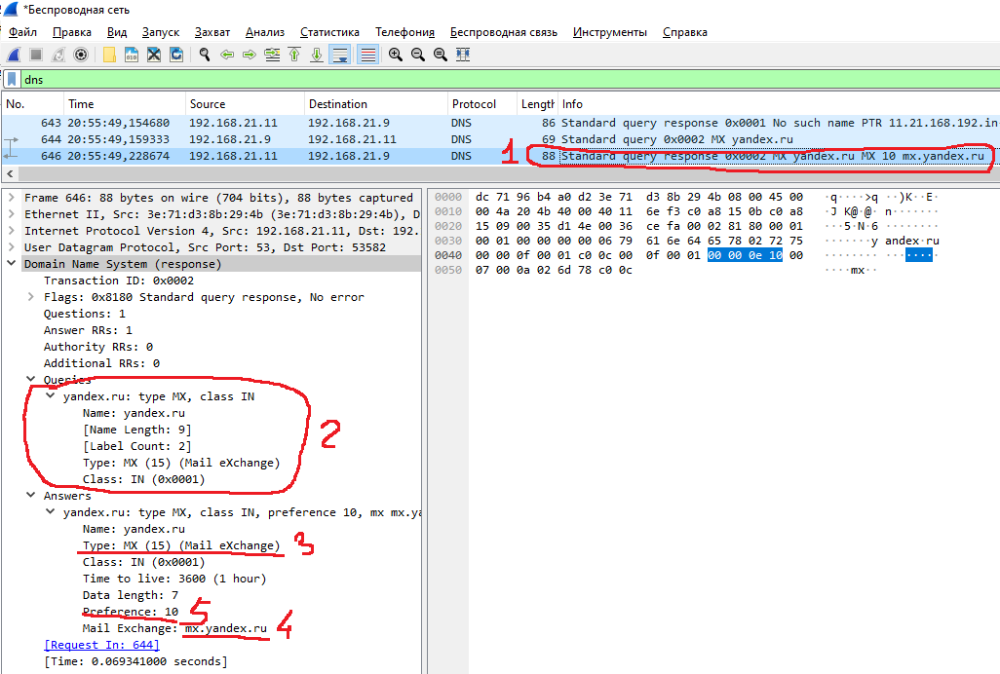 *Беспроводная сеть
Файл Правка Вид Запуск Захват Анализ Статистика Телефония Беспроводная связь Инструменты Справка
dns
No. Time Source Destination Protocol Length Info
643 20:55:49,154680 192.168.21.11 192.168.21.9 DNS 86 Standard query response 0x0001 No such name PTR 11.21.168.192.in
644 20:55:49,159333 192.168.21.9 192.168.21.11 DNS 69 Standard query 0x0002 MX yandex.ru
646 20:55:49,228674 192.168.21.11 192.168.21.9 DNS 1 88 Standard query response 0x0002 MX yandex.ru MX 10 mx.yandex.ru
Frame 646: 88 bytes on wire (704 bits), 88 bytes captured
Ethernet II, Src: 3e:71:d3:8b:29:4b (3e:71:d3:8b:29:4b), D
Internet Protocol Version 4, Src: 192.168.21.11, Dst: 192.
User Datagram Protocol, Src Port: 53, Dst Port: 53582
Domain Name System (response)
Transaction ID: 0x0002
Flags: 0x8180 Standard query response, No error
Questions: 1
Answer RRs: 1
Authority RRs: 0
Additional RRs: 0
Queries
yandex.ru: type MX, class IN
Name: yandex.ru
[Name Length: 9]
[Label Count: 2]
Type: MX (15) (Mail eXchange)
Class: IN (0x0001)
2
Answers
yandex.ru: type MX, class IN, preference 10, mx mx.ya
Name: yandex.ru
Type: MX (15) (Mail eXchange) 3
Class: IN (0x0001)
Time to live: 3600 (1 hour)
Data length: 7
Preference: 10 5
Mail Exchange: mx.yandex.ru 4
[Request In: 644]
[Time: 0.069341000 seconds]
0000 dc 71 96 b4 a0 d2 3e 71 d3 8b 29 4b 08 00 45 00 ·q····>q ··)K··E·
0010 00 4a 20 4b 40 00 40 11 6e f3 c0 a8 15 0b c0 a8 ·J K@·@· n·······
0020 15 09 00 35 d1 4e 00 36 ce fa 00 02 81 80 00 01 ···5·N·6 ········
0030 00 01 00 00 00 00 06 79 61 6e 64 65 78 02 72 75 ·······y andex·ru
0040 00 00 0f 00 01 c0 0c 00 0f 00 01 00 00 0e 10 00 ········ ········
0050 07 00 0a 02 6d 78 c0 0c ····mx··